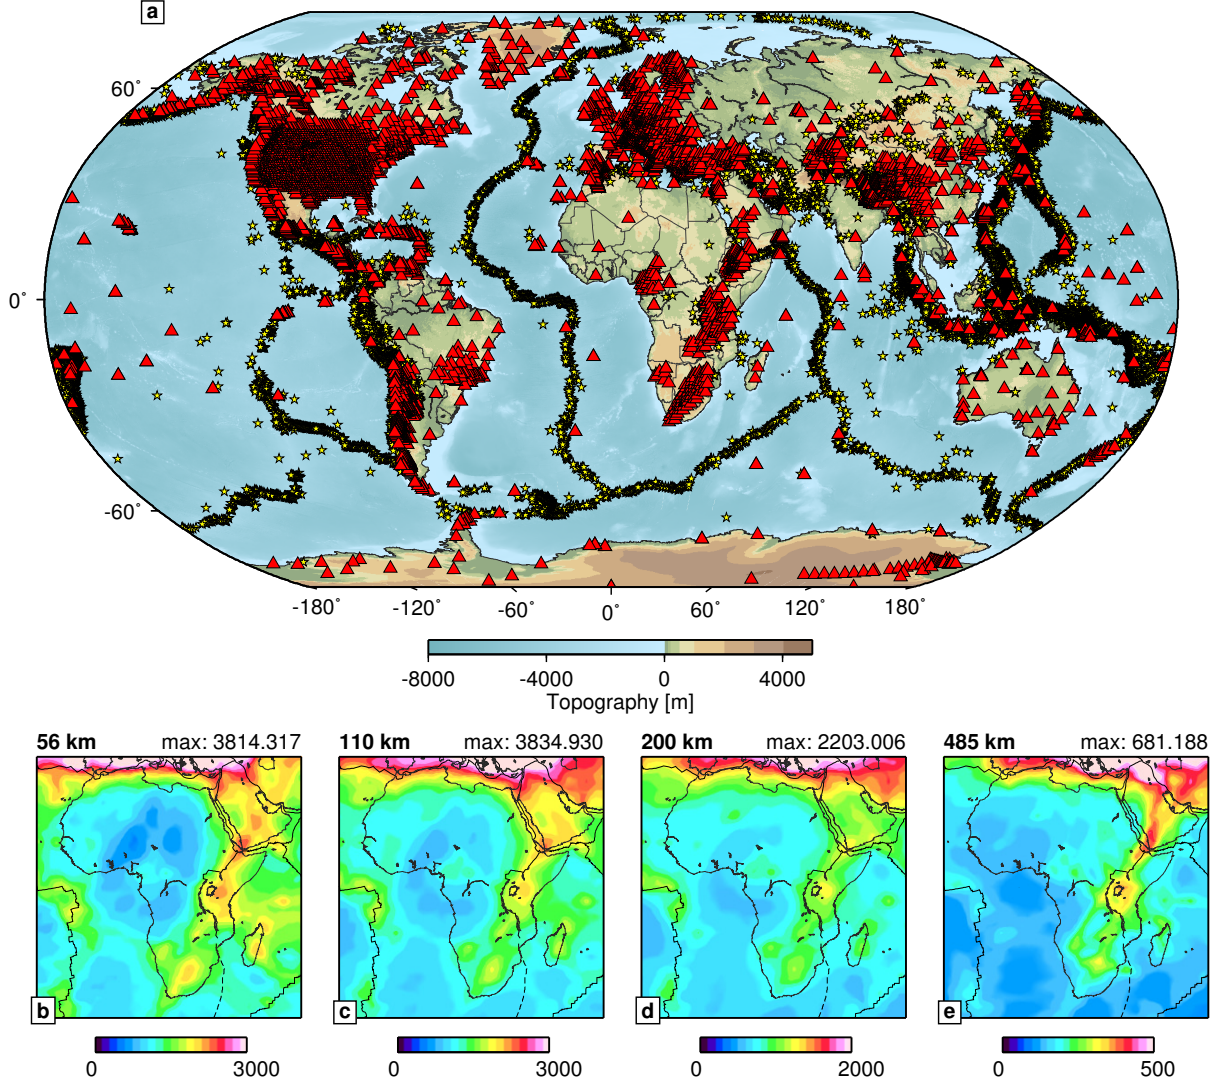 a
60°
0°
-60°
-180° -120° -60° 0° 60° 120° 180°
-8000 -4000 0 4000
Topography [m]
56 km max: 3814.317
110 km max: 3834.930
200 km max: 2203.006
485 km max: 681.188
b
c
d
e
0 3000
0 3000
0 2000
0 500